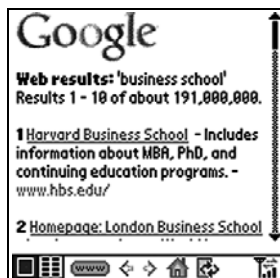 Google
Web results: 'business school'
Results 1 - 10 of about 191,000,000.
1 Harvard Business School - Includes
information about MBA, PhD, and
continuing education programs. -
www.hbs.edu/
2 Homepage: London Business School
www